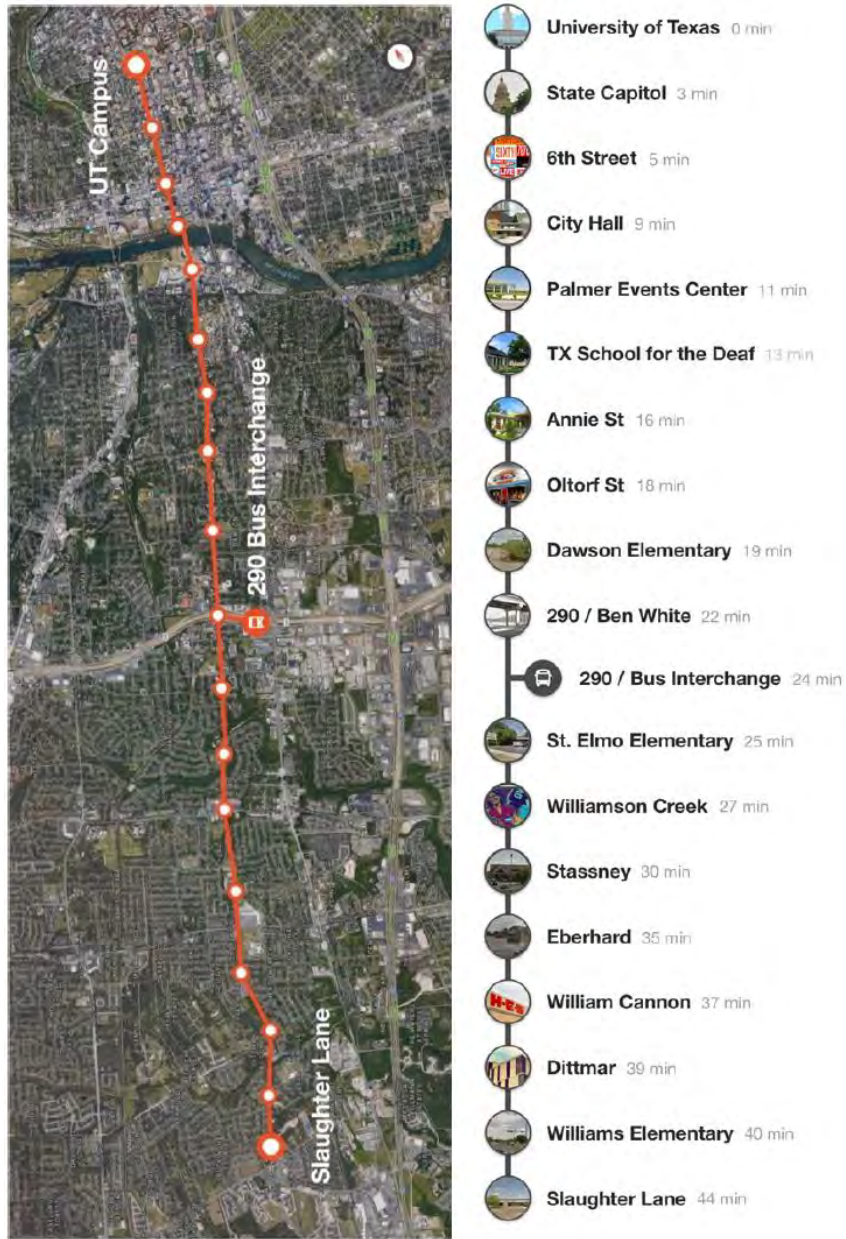 UT Campus
290 Bus Interchange
Slaughter Lane
University of Texas 0 min
State Capitol 3 min
6th Street 5 min
City Hall 9 min
Palmer Events Center 11 min
TX School for the Deaf 13 min
Annie St 16 min
Oltorf St 18 min
Dawson Elementary 19 min
290 / Ben White 22 min
290 / Bus Interchange 24 min
St. Elmo Elementary 25 min
Williamson Creek 27 min
Stassney 30 min
Eberhard 35 min
H-E-B
William Cannon 37 min
Dittmar 39 min
Williams Elementary 40 min
Slaughter Lane 44 min